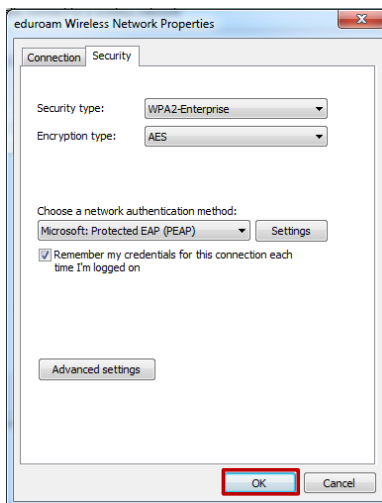 eduroam Wireless Network Properties
Connection Security
Security type: WPA2-Enterprise
Encryption type: AES
Choose a network authentication method:
Microsoft: Protected EAP (PEAP) Settings
Remember my credentials for this connection each
time I'm logged on
Advanced settings
OK Cancel